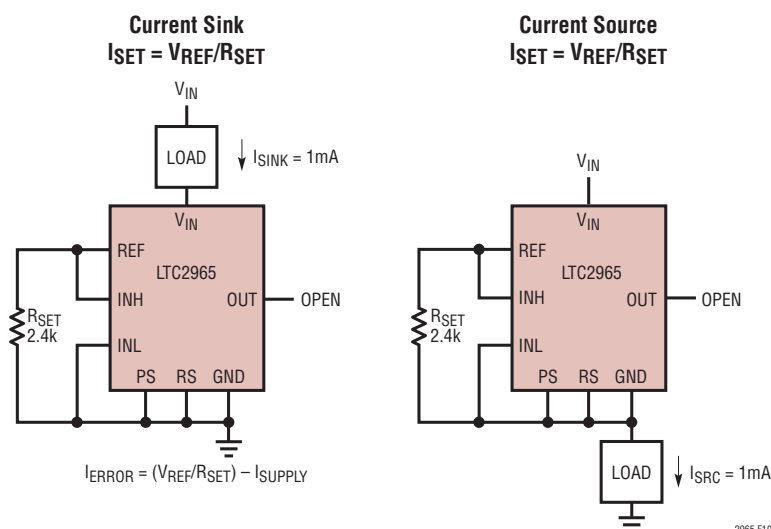 Current Sink
ISET = VREF/RSET
VIN
LOAD
ISINK = 1mA
VIN
REF
LTC2965
INH
OUT
OPEN
RSET
2.4k
INL
PS RS GND
IERROR = (VREF/RSET) – ISUPPLY
Current Source
ISET = VREF/RSET
VIN
VIN
REF
LTC2965
INH
OUT
OPEN
RSET
2.4k
INL
PS RS GND
LOAD
ISRC = 1mA